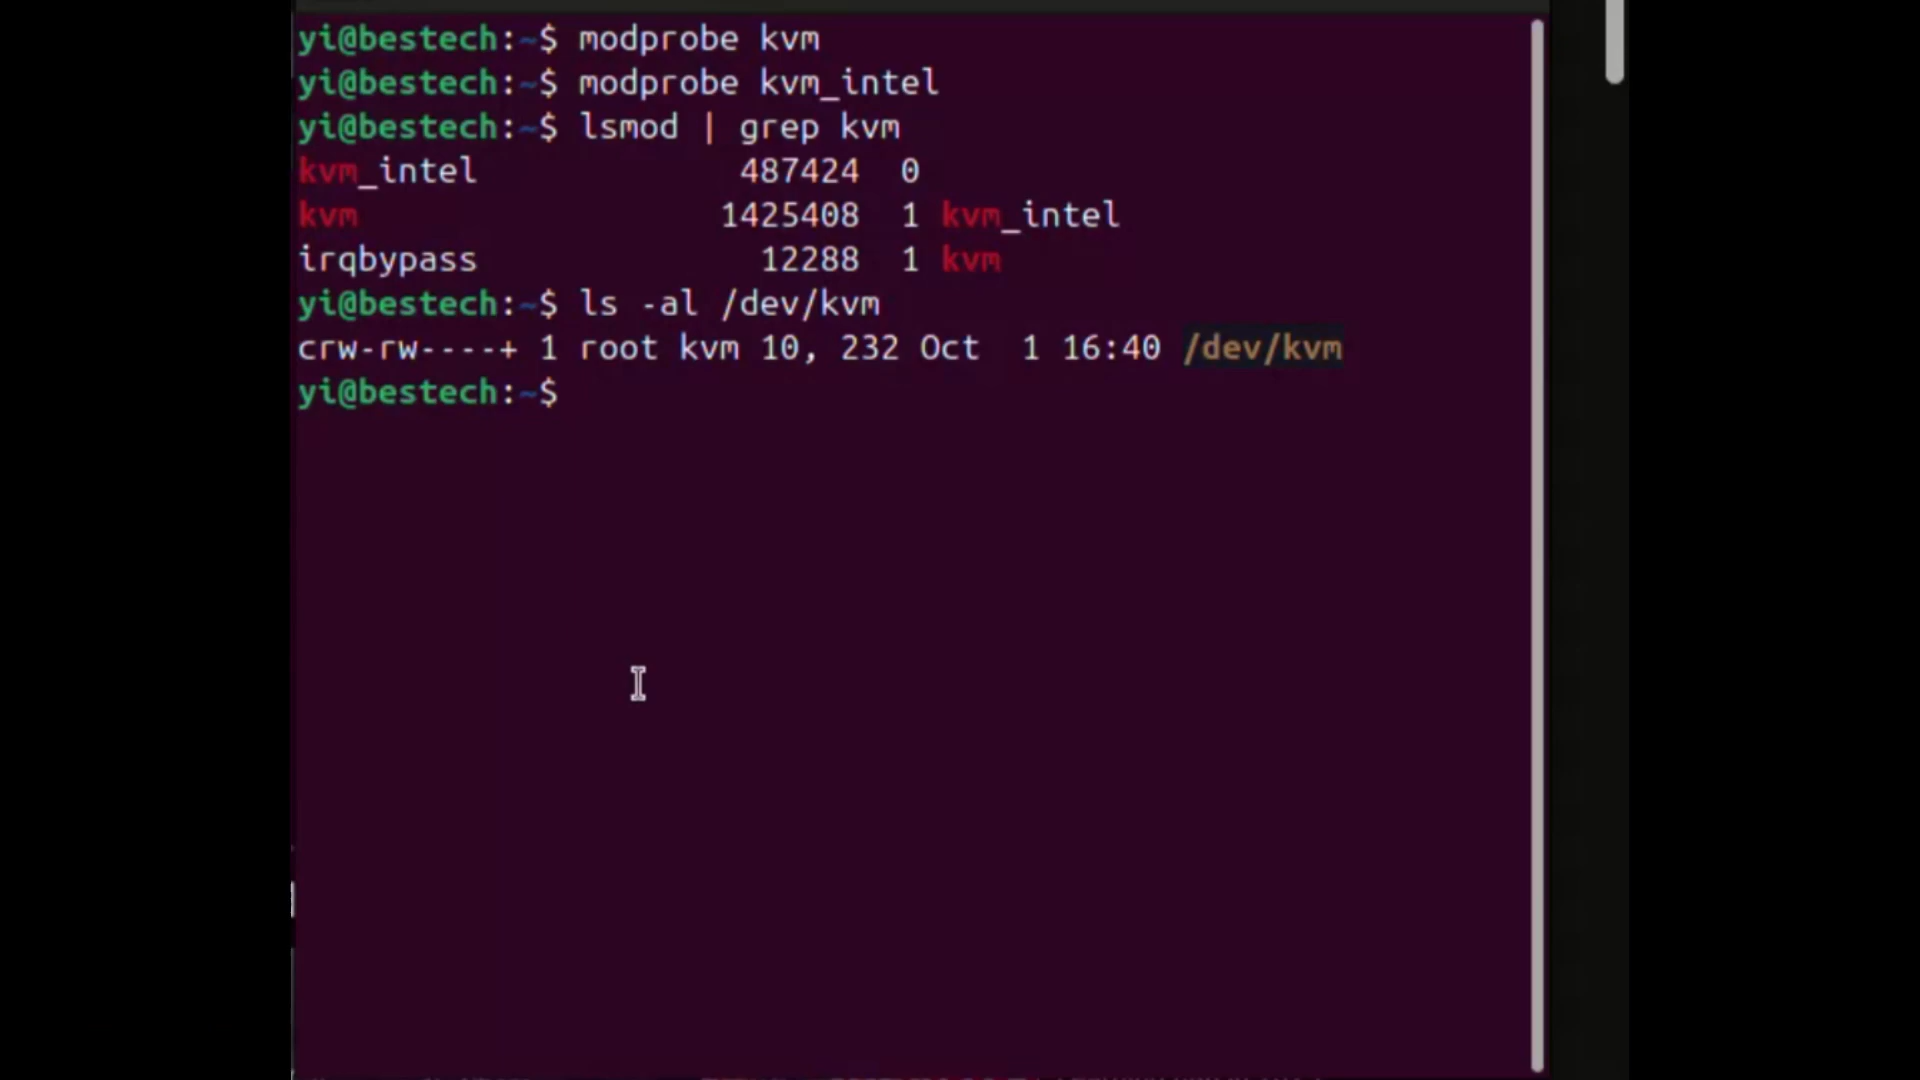 yi@bestech:~$ modprobe kvm
yi@bestech:~$ modprobe kvm_intel
yi@bestech:~$ lsmod | grep kvm
kvm_intel 487424 0
kvm 1425408 1 kvm_intel
irqbypass 12288 1 kvm
yi@bestech:~$ ls -al /dev/kvm
crw-rw----+ 1 root kvm 10, 232 Oct 1 16:40 /dev/kvm
yi@bestech:~$